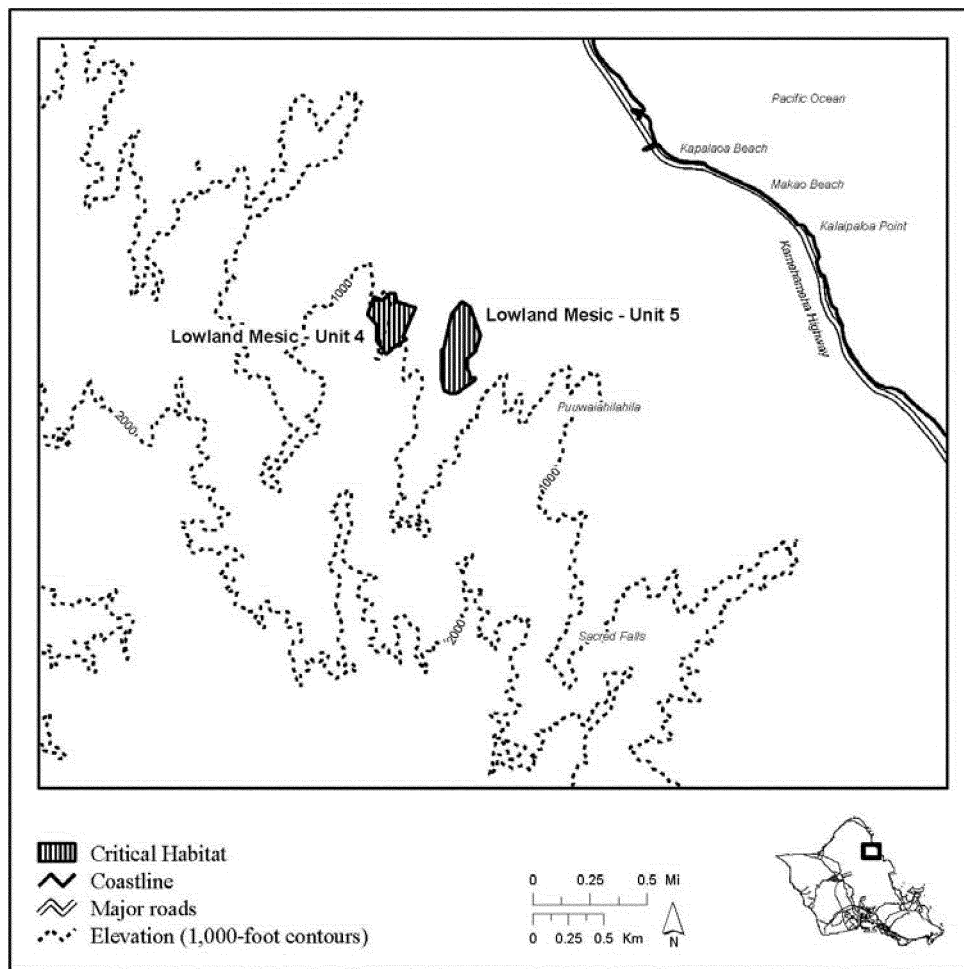 Pacific Ocean
Kapalaoa Beach
Makao Beach
Kalaipaloa Point
Kamehameha Highway
1000
Lowland Mesic - Unit 4
Lowland Mesic - Unit 5
2000
Puuwaiahilahila
1000
2000
Sacred Falls
Critical Habitat
Coastline
Major roads
Elevation (1,000-foot contours)
0 0.25 0.5 Mi
0 0.25 0.5 Km
N